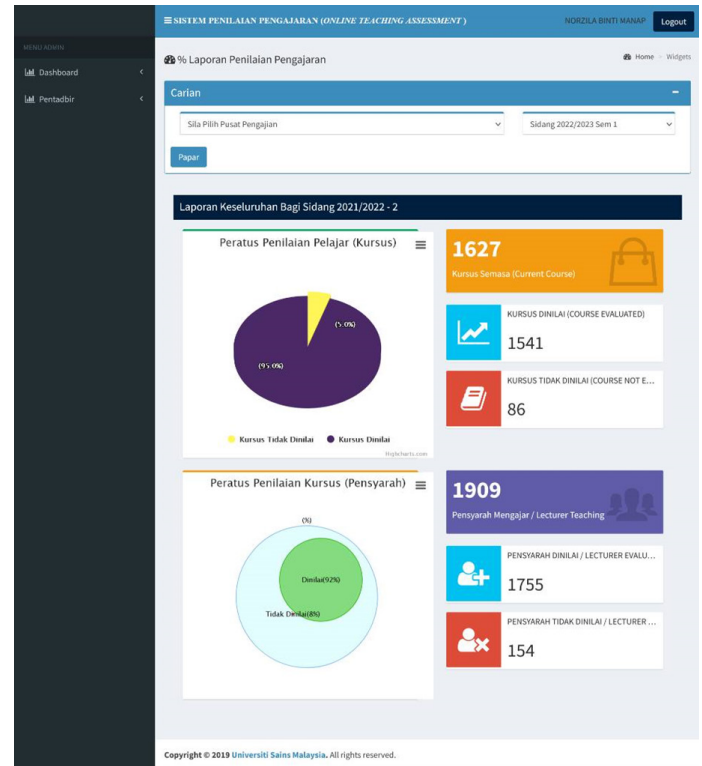 SISTEM PENILAIAN PENGAJARAN (ONLINE TEACHING ASSESSMENT )
NORZILA BINTI MANAP
Logout
MENU ADMIN
Dashboard
Pentadbir
% Laporan Penilaian Pengajaran
Home
Widgets
Carian
Sila Pilih Pusat Pengajian
Sidang 2022/2023 Sem 1
Papar
Laporan Keseluruhan Bagi Sidang 2021/2022 - 2
Peratus Penilaian Pelajar (Kursus)
(5.0%)
(95.0%)
Kursus Tidak Dinilai
Kursus Dinilai
Highcharts.com
1627
Kursus Semasa (Current Course)
KURSUS DINILAI (COURSE EVALUATED)
1541
KURSUS TIDAK DINILAI (COURSE NOT E...
86
Peratus Penilaian Kursus (Pensyarah)
(%)
Dinilai(92%)
Tidak Dinilai(8%)
1909
Pensyarah Mengajar / Lecturer Teaching
PENSYARAH DINILAI / LECTURER EVALU...
1755
PENSYARAH TIDAK DINILAI / LECTURER ...
154
Copyright © 2019 Universiti Sains Malaysia. All rights reserved.